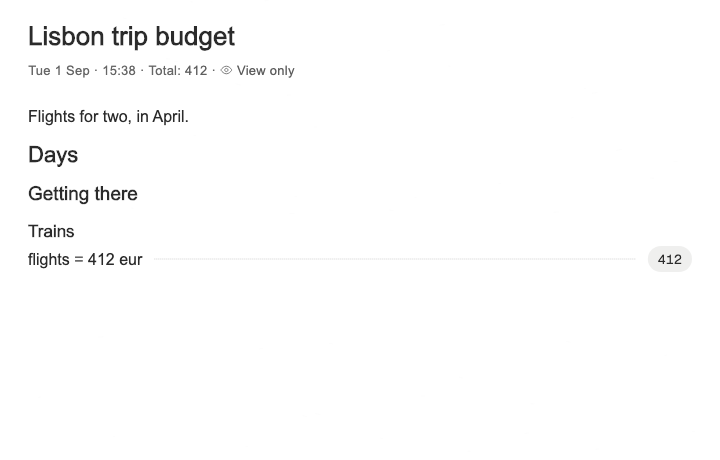 Lisbon trip budget
Tue 1 Sep · 15:38 · Total: 412 · View only
Flights for two, in April.
Days
Getting there
Trains
flights = 412 eur 412